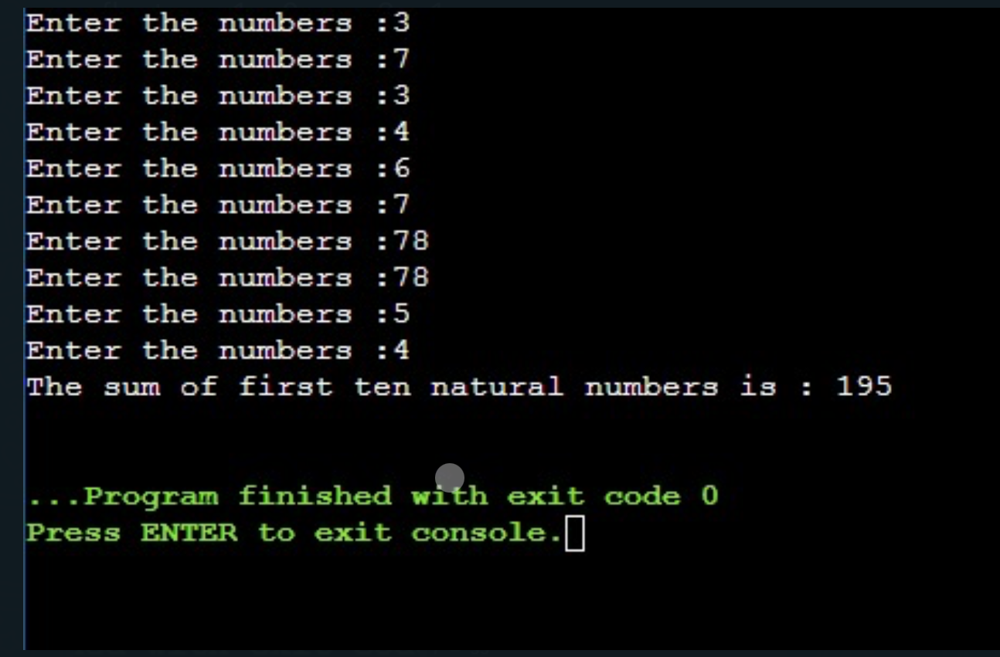 Enter the numbers :3
Enter the numbers :7
Enter the numbers :3
Enter the numbers :4
Enter the numbers :6
Enter the numbers :7
Enter the numbers :78
Enter the numbers :78
Enter the numbers :5
Enter the numbers :4
The sum of first ten natural numbers is : 195
...Program finished with exit code 0
Press ENTER to exit console.